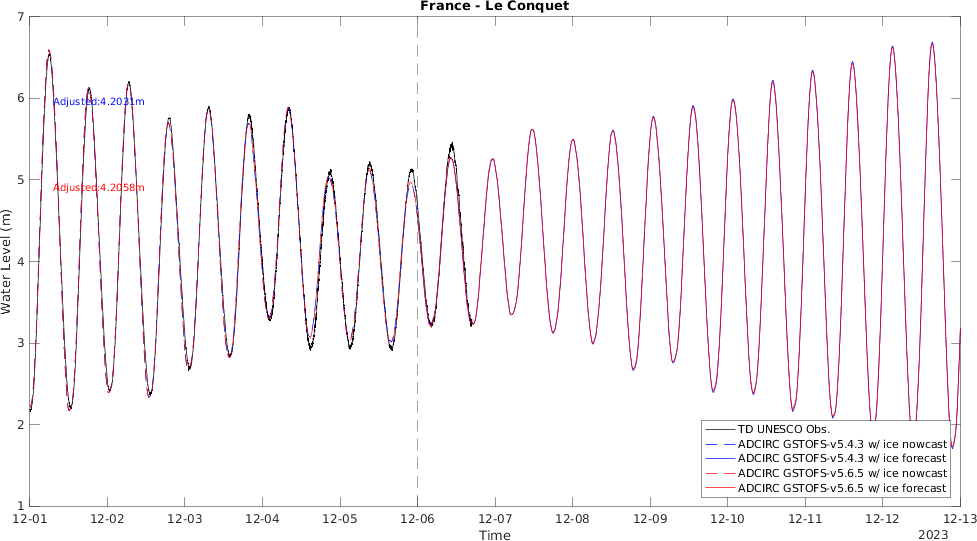 France - Le Conquet
7
6
5
4
3
2
1
Water Level (m)
Adjusted:4.2031m
Adjusted:4.2058m
TD UNESCO Obs.
ADCIRC GSTOFS-v5.4.3 w/ ice nowcast
ADCIRC GSTOFS-v5.4.3 w/ ice forecast
ADCIRC GSTOFS-v5.6.5 w/ ice nowcast
ADCIRC GSTOFS-v5.6.5 w/ ice forecast
12-01 12-02 12-03 12-04 12-05 12-06 12-07 12-08 12-09 12-10 12-11 12-12 12-13
Time
2023